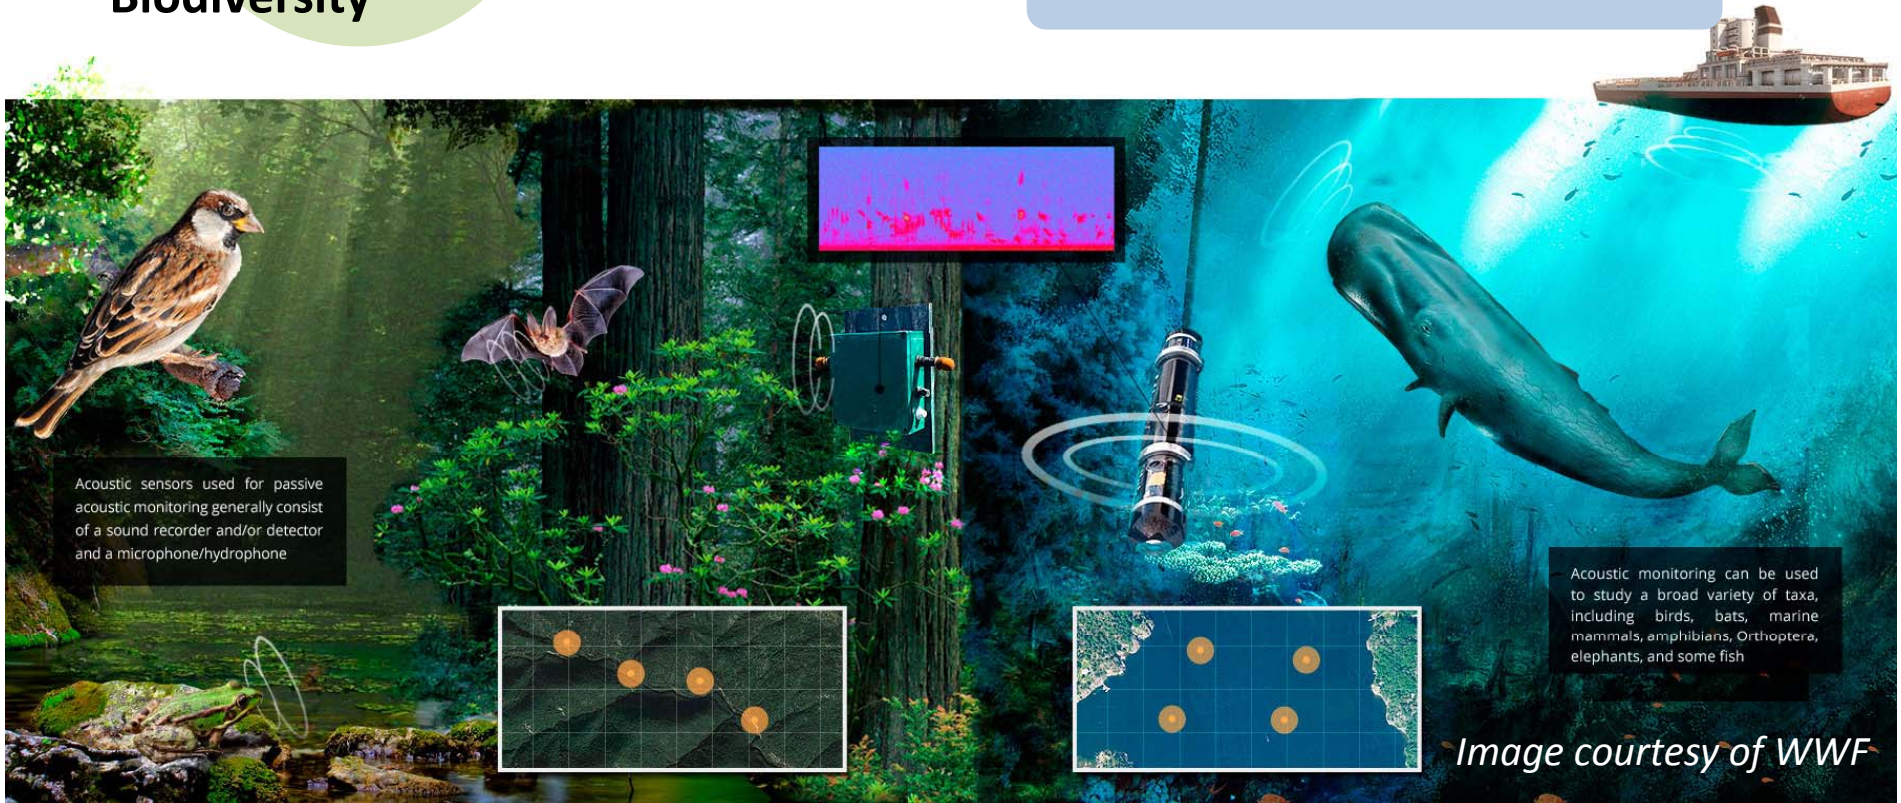 Biodiversity
Acoustic sensors used for passive
acoustic monitoring generally consist
of a sound recorder and/or detector
and a microphone/hydrophone
Acoustic monitoring can be used
to study a broad variety of taxa,
including birds, bats, marine
mammals, amphibians, Orthoptera,
elephants, and some fish
Image courtesy of WWF